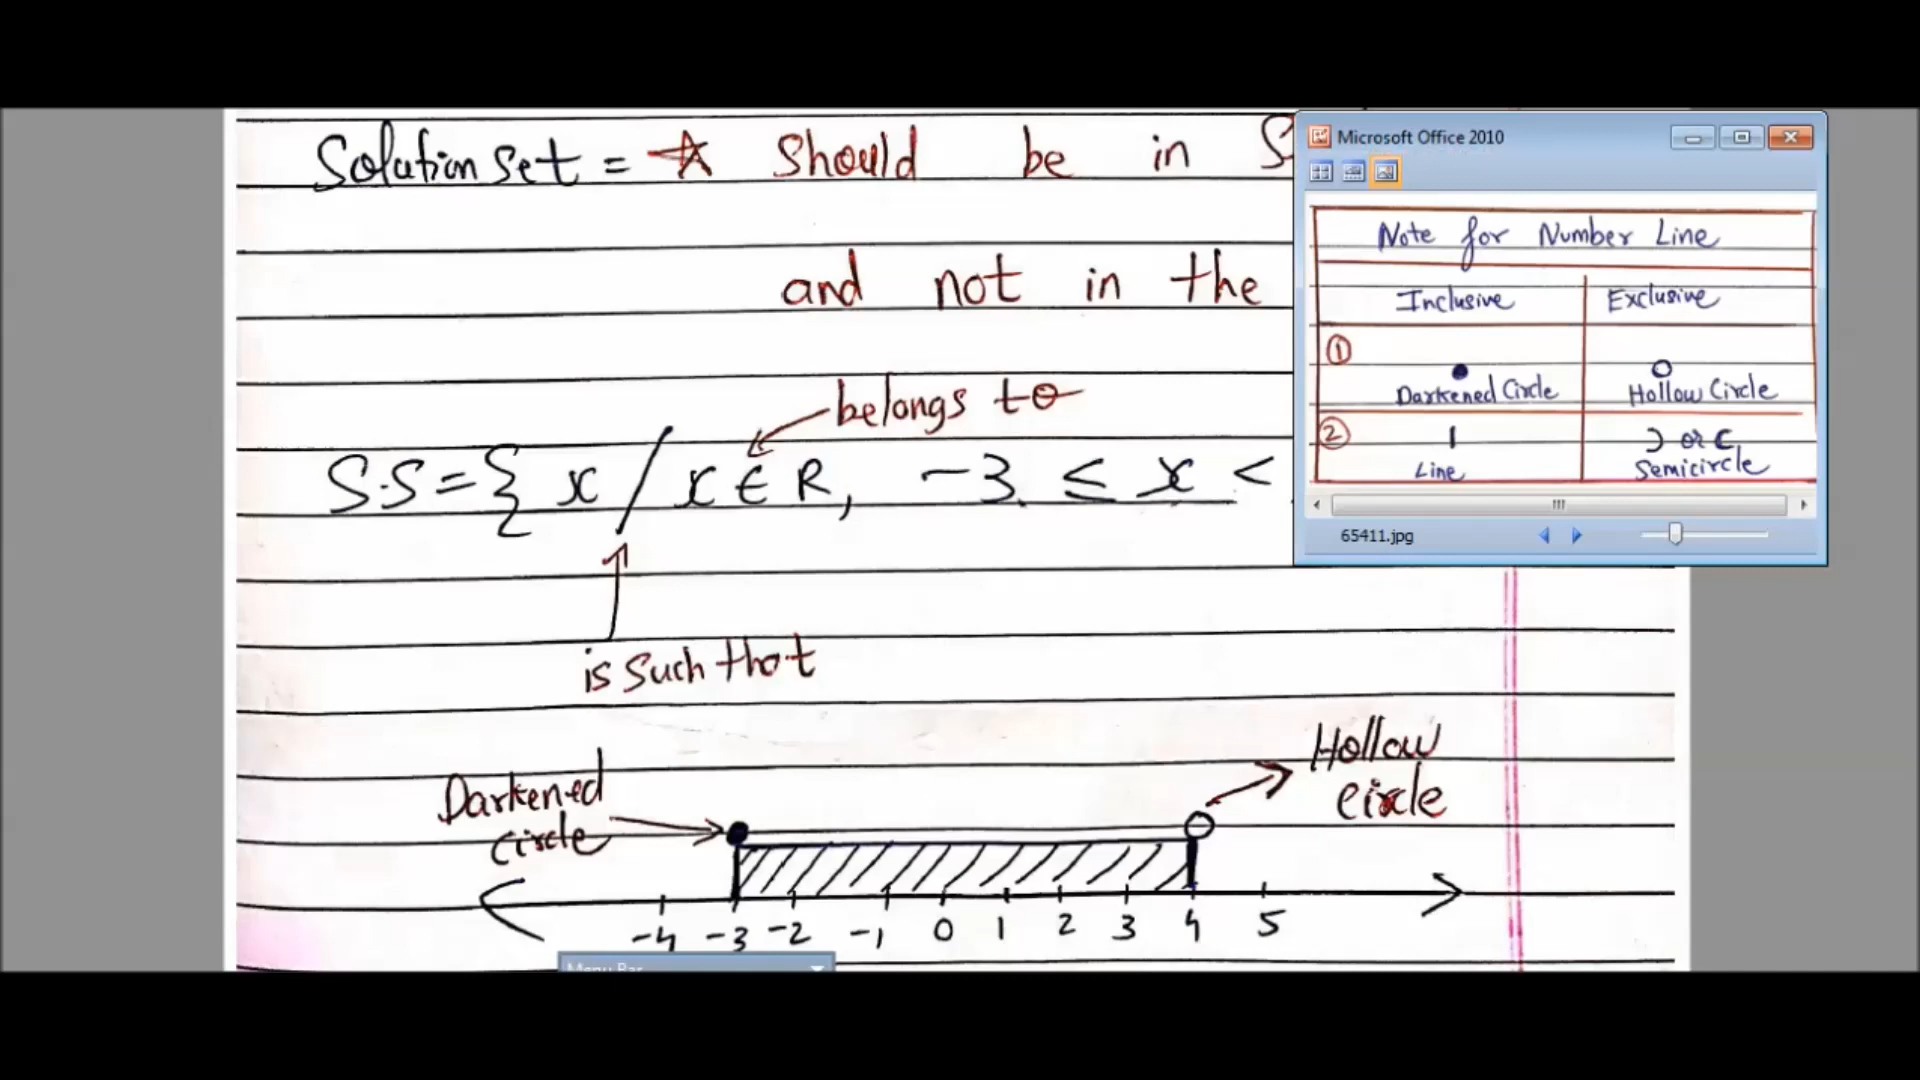 Solution Set = ☆ Should be in S
and not in the
belongs to
S.S = { x / x ∈ R, -3 ≤ x <
is such that
Darkened
circle
Hollow
circle
-4 -3 -2 -1 0 1 2 3 4 5
Microsoft Office 2010
Note for Number Line
Inclusive Exclusive
①
Darkened Circle Hollow Circle
② | ) or (
Line Semicircle
65411.jpg